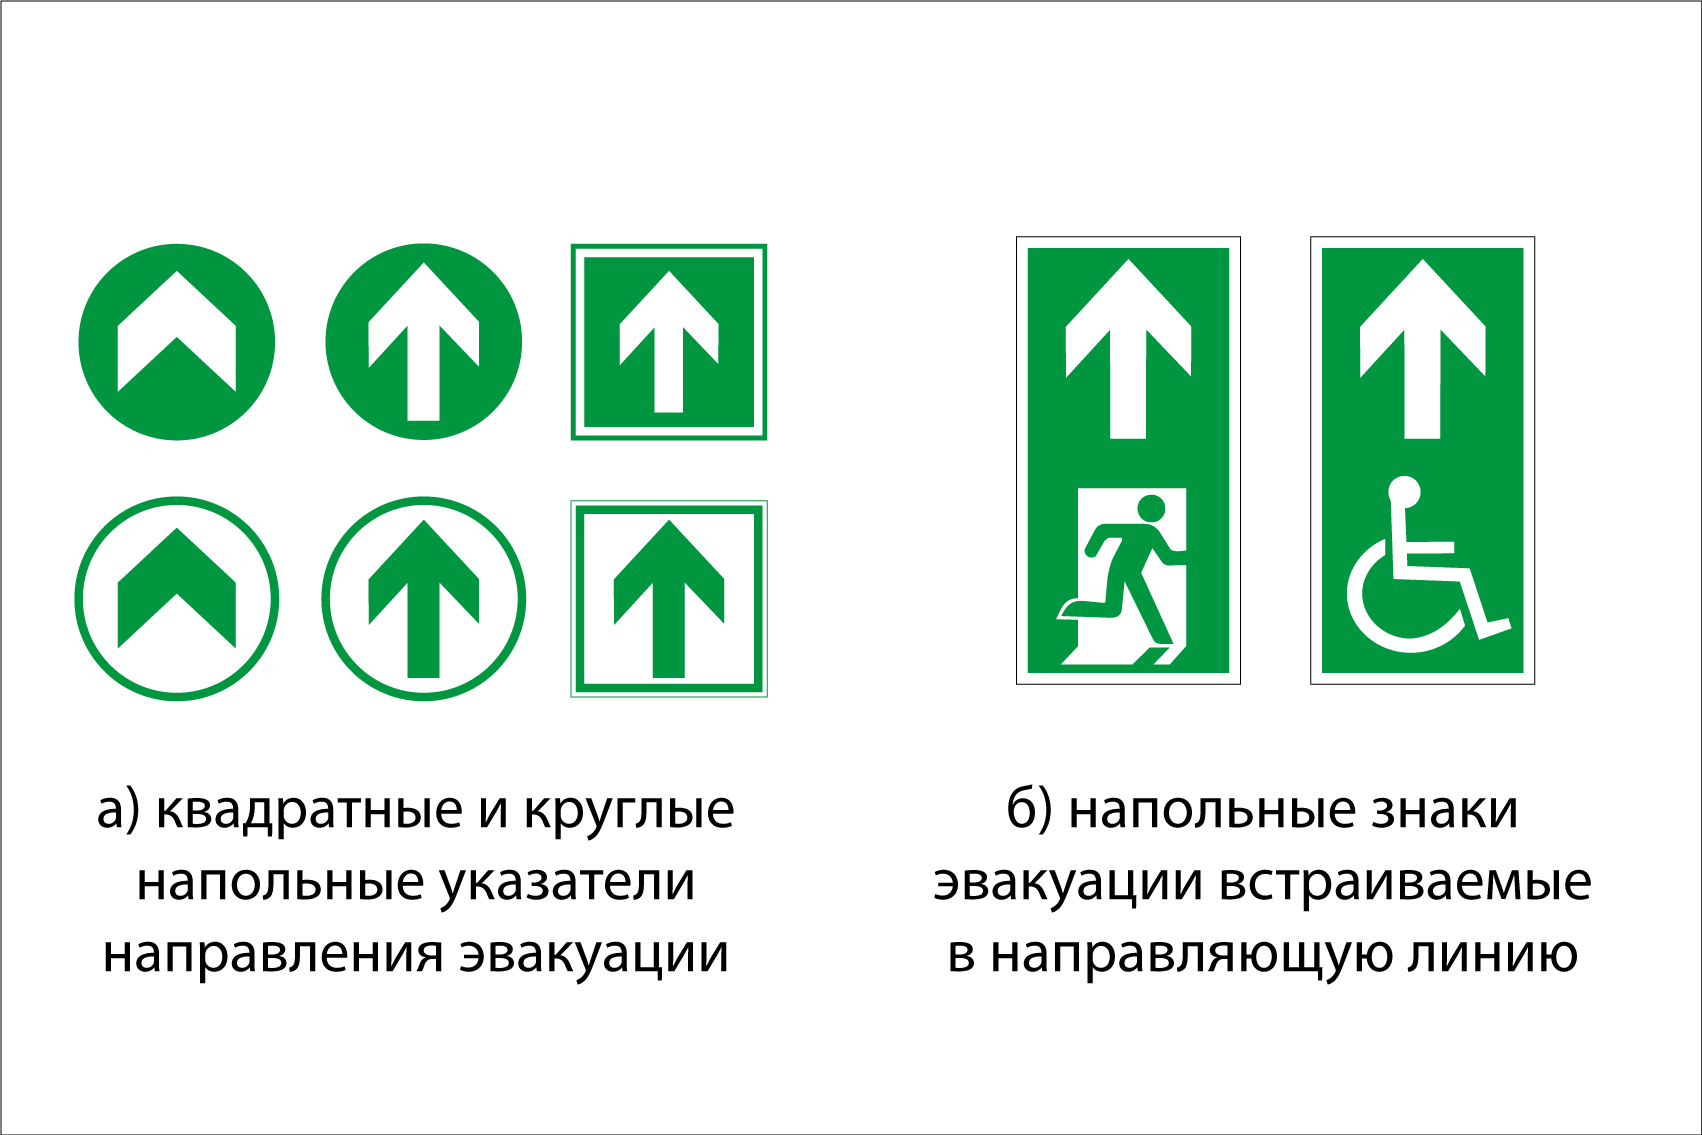 а) квадратные и круглые
напольные указатели
направления эвакуации
б) напольные знаки
эвакуации встраиваемые
в направляющую линию